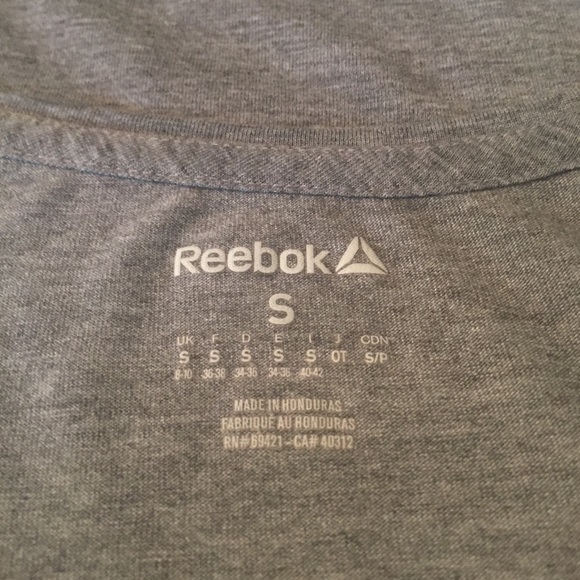 Reebok
S
UK F D E I J CDN
S S S S S OT S/P
8-10 36-38 34-36 34-36 40-42
MADE IN HONDURAS
FABRIQUÉ AU HONDURAS
RN# 59421 - CA# 40312